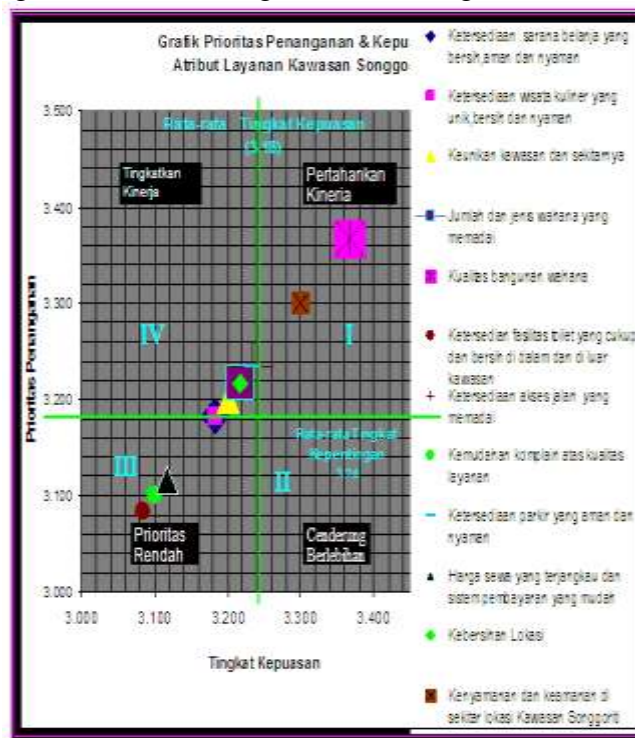 Grafik Prioritas Penanganan & Kepu
Atribut Layanan Kawasan Songgo
3.500
3.400
3.300
3.200
3.100
3.000
3.000
3.100
3.200
3.300
3.400
Prioritas Penanganan
Tingkat Kepuasan
Rata-rata Tingkat Kepuasan
Tingkatkan
Kinerja
Pertahankan
Kinerja
IV
I
III
II
Rata-rata Tingkat
Kepentingan
Prioritas
Rendah
Cenderung
Berlebihan
Ketersediaan sarana belanja yang
bersih,aman dan nyaman
Ketersediaan wisata kuliner yang
unik,bersih dan nyaman
Keunikan kawasan dan sekitarnya
Jumlah dan jenis wahana yang
memadai
Kualitas bangunan wahana
Ketersedian fasilitas toilet yang cukup
dan bersih di dalam dan di luar
kawasan
Ketersediaan akses jalan yang
memadai
Kemudahan komplain atas kualitas
layanan
Ketersediaan parkir yang aman dan
nyaman
Harga sewa yang terjangkau dan
sistem pembayaran yang mudah
Kebersihan Lokasi
Kenyamanan dan keamanan di
sekitar lokasi Kawasan Songgoriti